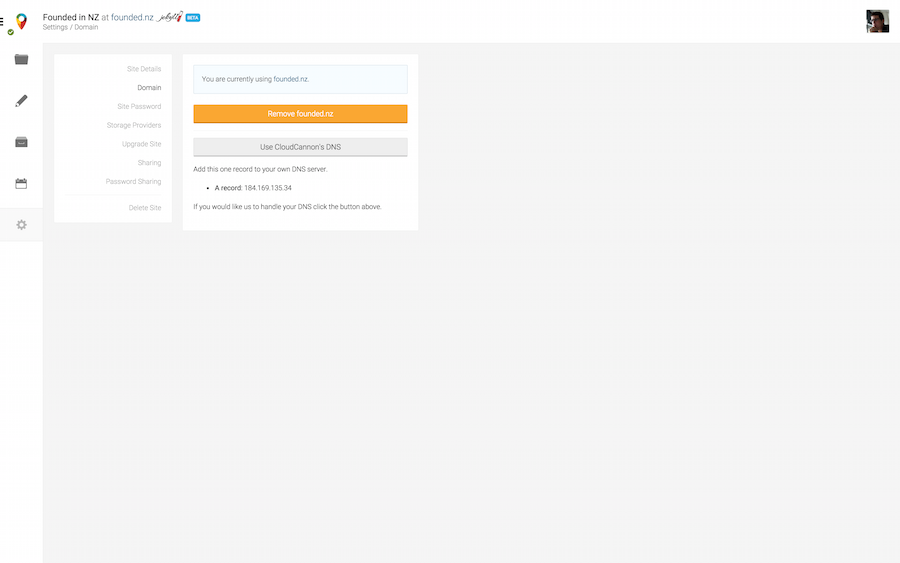 Founded in NZ at founded.nz jekyll BETA
Settings / Domain
Site Details
Domain
Site Password
Storage Providers
Upgrade Site
Sharing
Password Sharing
Delete Site
You are currently using founded.nz.
Remove founded.nz
Use CloudCannon's DNS
Add this one record to your own DNS server.
• A record: 184.169.135.34
If you would like us to handle your DNS click the button above.